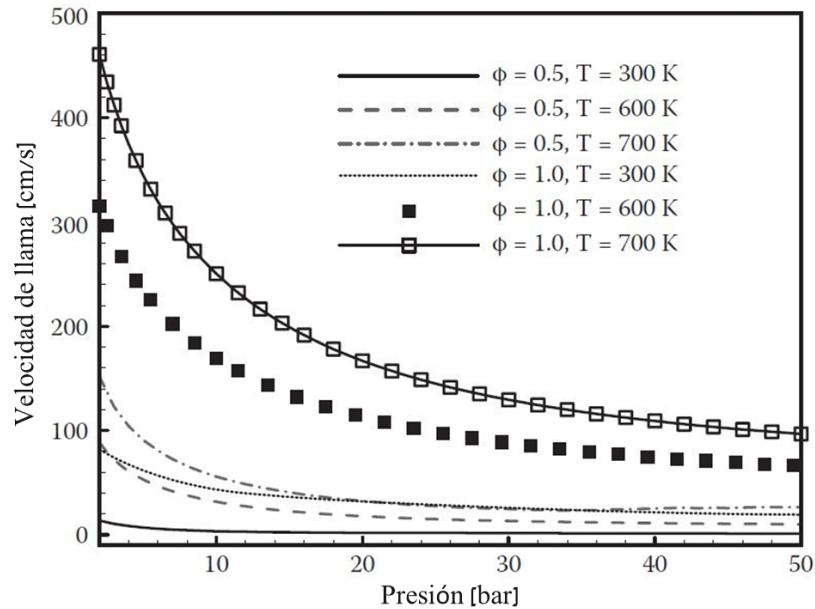 500
400
300
200
100
0
Velocidad de llama [cm/s]
ϕ = 0.5, T = 300 K
ϕ = 0.5, T = 600 K
ϕ = 0.5, T = 700 K
ϕ = 1.0, T = 300 K
ϕ = 1.0, T = 600 K
ϕ = 1.0, T = 700 K
10 20 30 40 50
Presión [bar]